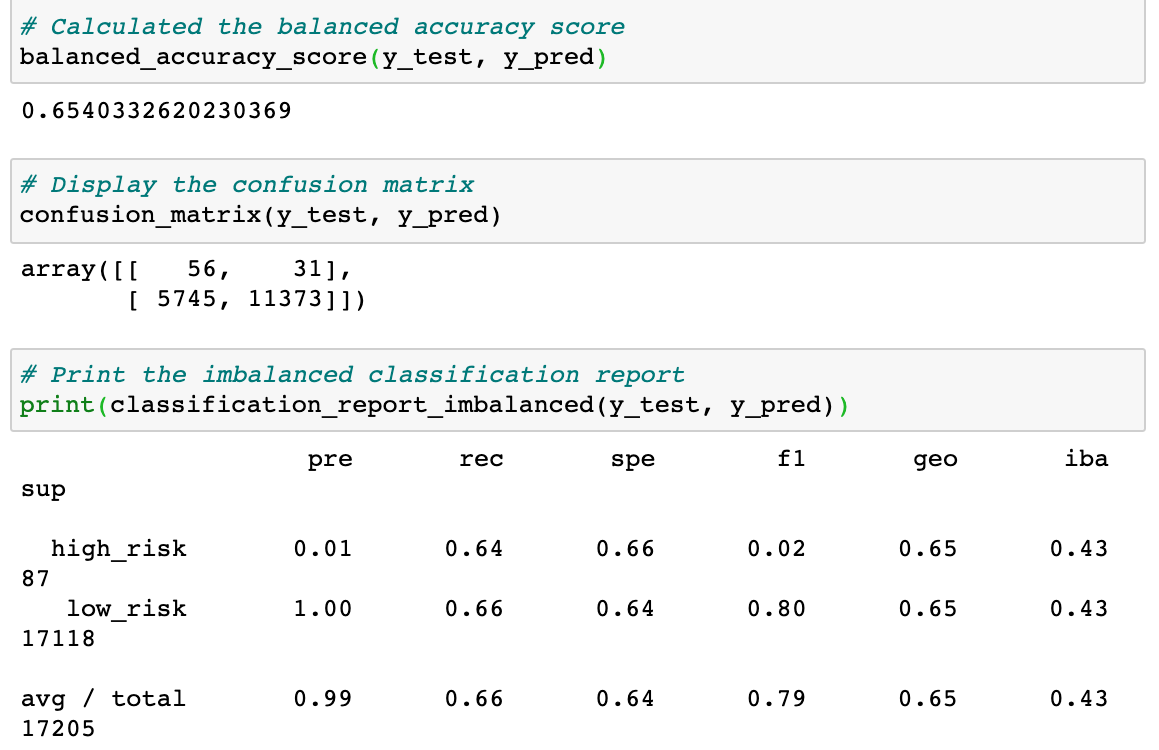 # Calculated the balanced accuracy score
balanced_accuracy_score(y_test, y_pred)
0.6540332620230369
# Display the confusion matrix
confusion_matrix(y_test, y_pred)
array([[   56,    31],
       [ 5745, 11373]])
# Print the imbalanced classification report
print(classification_report_imbalanced(y_test, y_pred))
                   pre       rec       spe        f1       geo       iba
sup
  high_risk       0.01      0.64      0.66      0.02      0.65      0.43
87
   low_risk       1.00      0.66      0.64      0.80      0.65      0.43
17118
avg / total       0.99      0.66      0.64      0.79      0.65      0.43
17205